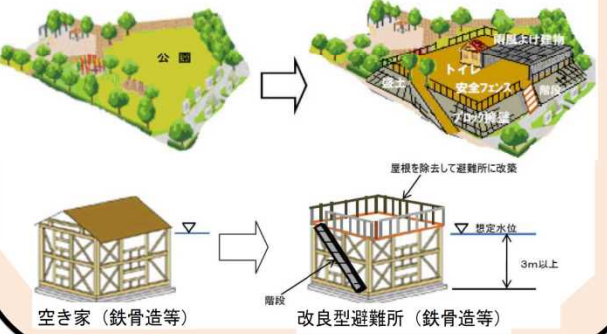 公 園
雨風よけ建物
トイレ
盛土
安全フェンス
階段
ブロック擁壁
屋根を除去して避難所に改築
想定水位
3m以上
階段
空き家（鉄骨造等）
改良型避難所（鉄骨造等）